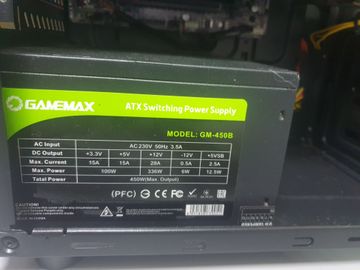 GAMEMAX
ATX Switching Power Supply
MODEL: GM-450B
AC Input AC230V 50Hz 3.5A
DC Output +3.3V +5V +12V -12V +5VSB
Max. Current 15A 15A 28A 0.5A 2.5A
Max. Power 100W 336W 6W 12.5W
Total Power 450W(Max. Output)
(PFC)
CAUTION!